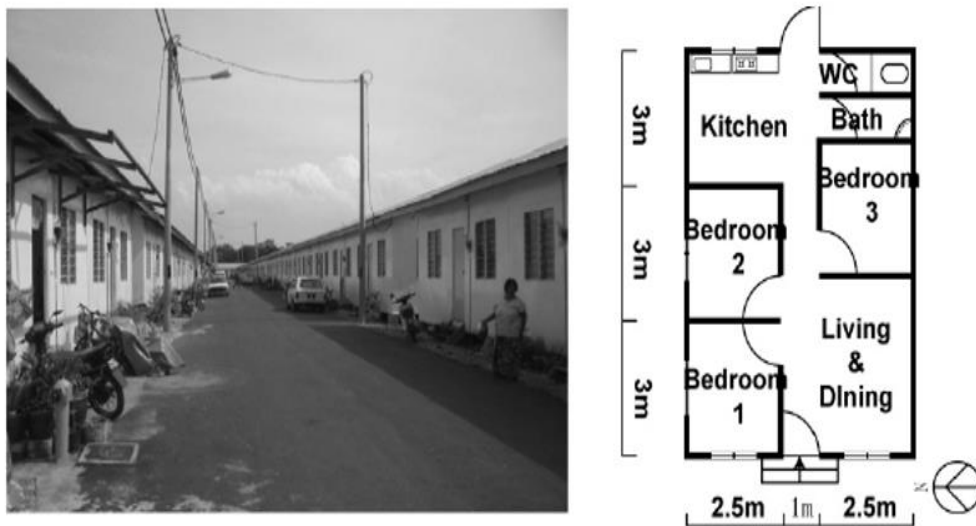 WC
Kitchen
Bath
Bedroom
3
Bedroom
2
Living
&
DIning
Bedroom
1
3m
3m
3m
2.5m
1m
2.5m
N